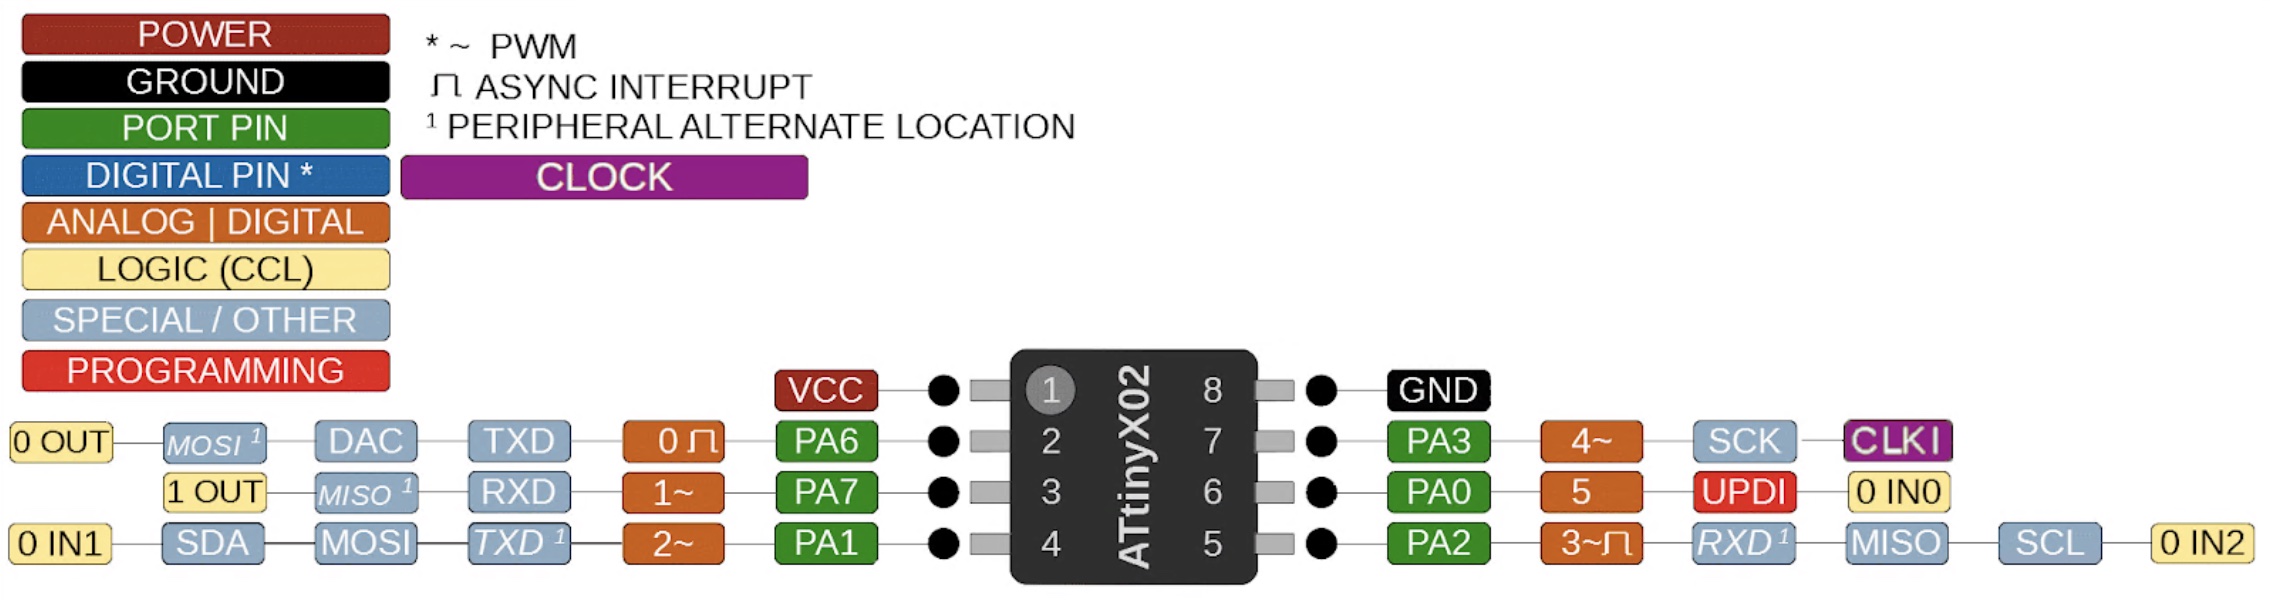 POWER
GROUND
PORT PIN
DIGITAL PIN *
ANALOG | DIGITAL
LOGIC (CCL)
SPECIAL / OTHER
PROGRAMMING
* ~ PWM
⎍ ASYNC INTERRUPT
¹ PERIPHERAL ALTERNATE LOCATION
CLOCK
VCC 1 8 GND
0 OUT MOSI ¹ DAC TXD 0 ⎍ PA6 2 7 PA3 4~ SCK CLKI
1 OUT MISO ¹ RXD 1~ PA7 3 6 PA0 5 UPDI 0 IN0
0 IN1 SDA MOSI TXD ¹ 2~ PA1 4 5 PA2 3~⎍ RXD ¹ MISO SCL 0 IN2
ATtinyX02